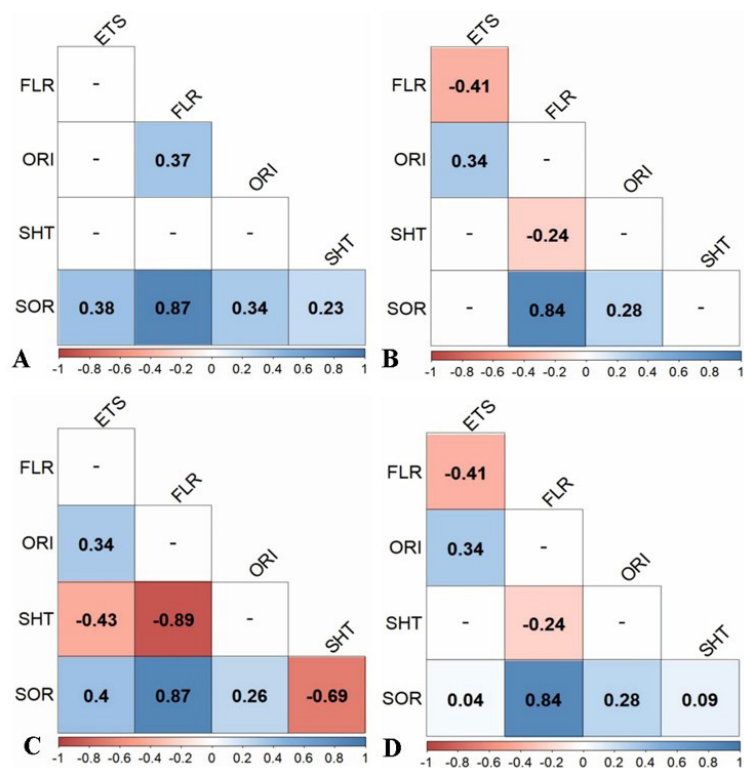 ETS
FLR - FLR
ORI - 0.37 ORI
SHT - - - SHT
SOR 0.38 0.87 0.34 0.23
A -1 -0.8 -0.6 -0.4 -0.2 0 0.2 0.4 0.6 0.8 1
ETS
FLR -0.41 FLR
ORI 0.34 - ORI
SHT - -0.24 - SHT
SOR - 0.84 0.28 -
B -1 -0.8 -0.6 -0.4 -0.2 0 0.2 0.4 0.6 0.8 1
ETS
FLR - FLR
ORI 0.34 - ORI
SHT -0.43 -0.89 - SHT
SOR 0.4 0.87 0.26 -0.69
C -1 -0.8 -0.6 -0.4 -0.2 0 0.2 0.4 0.6 0.8 1
ETS
FLR -0.41 FLR
ORI 0.34 - ORI
SHT - -0.24 - SHT
SOR 0.04 0.84 0.28 0.09
D -1 -0.8 -0.6 -0.4 -0.2 0 0.2 0.4 0.6 0.8 1